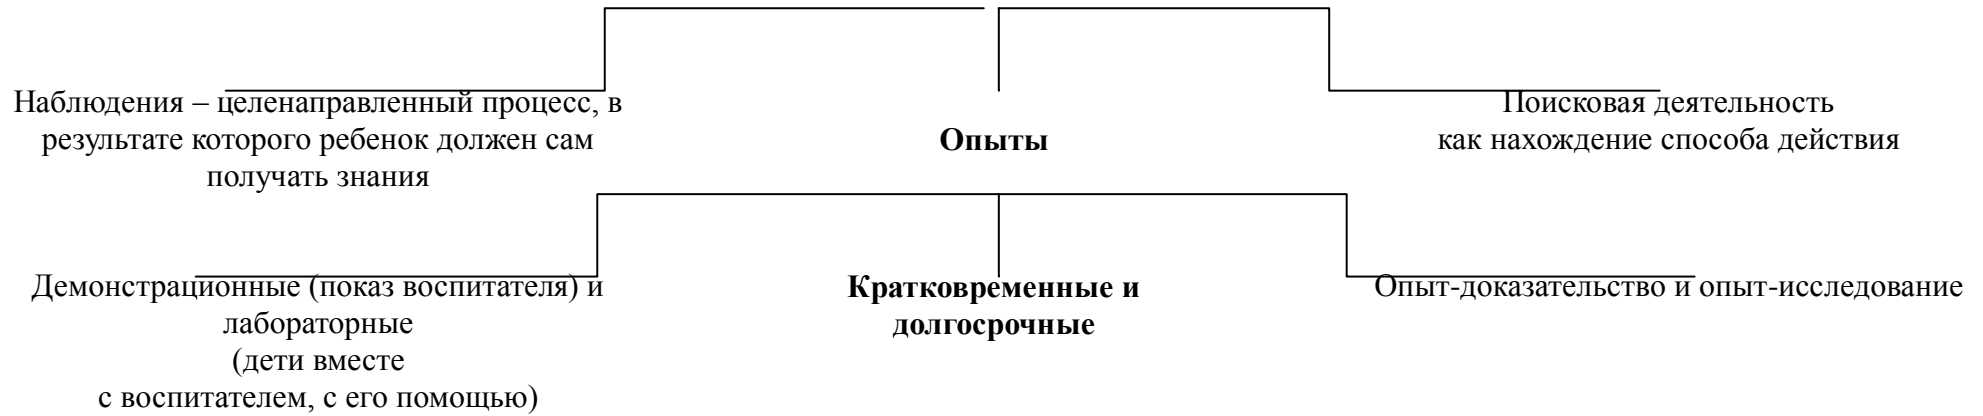 Наблюдения – целенаправленный процесс, в
результате которого ребенок должен сам
получать знания
Опыты
Поисковая деятельность
как нахождение способа действия
Демонстрационные (показ воспитателя) и
лабораторные
(дети вместе
с воспитателем, с его помощью)
Кратковременные и
долгосрочные
Опыт-доказательство и опыт-исследование